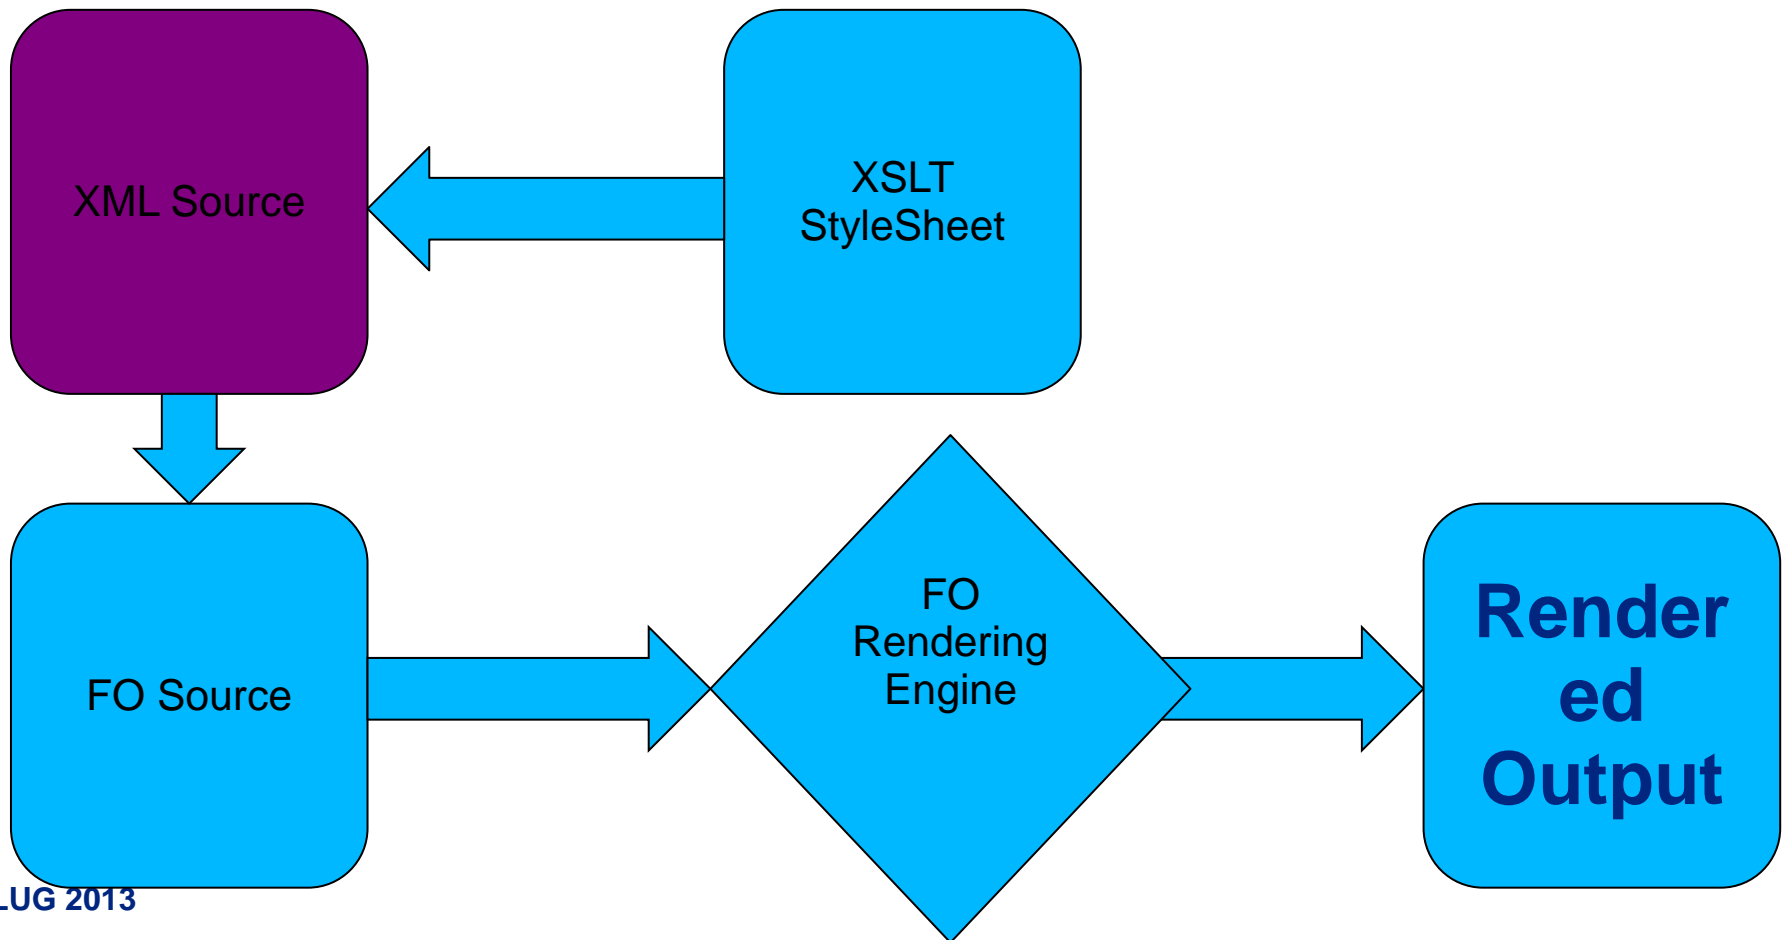 XML Source
XSLT
StyleSheet
FO Source
FO
Rendering
Engine
Render
ed
Output
LUG 2013